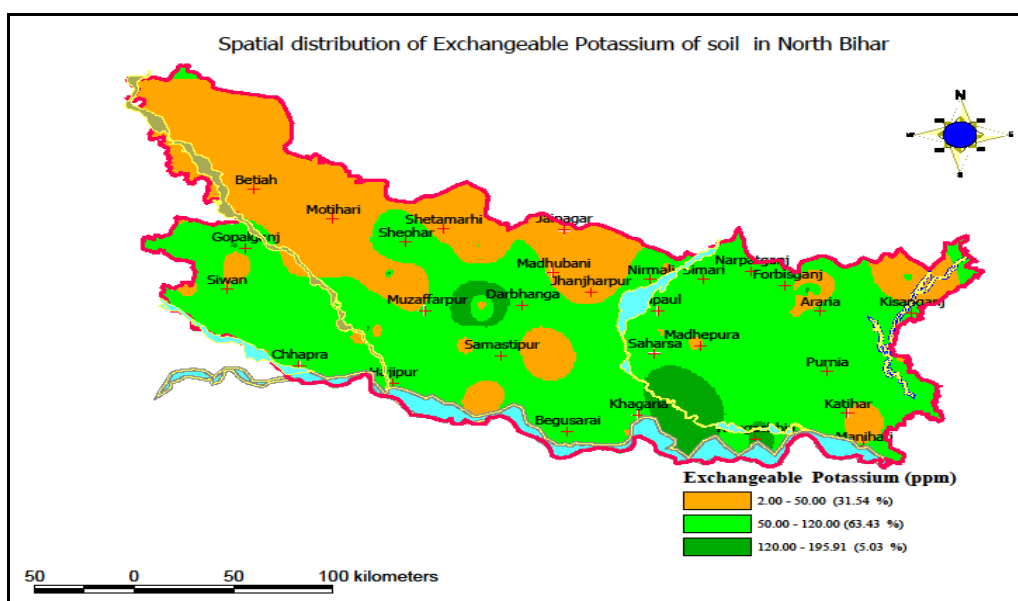 Spatial distribution of Exchangeable Potassium of soil in North Bihar
N
Betiah
Motihari
Shetamarhi
Jainagar
Gopalganj
Sheohar
Madhubani
Narpatganj
Nirmali
Simari
Forbisganj
Siwan
Jhanjharpur
Muzaffarpur
Darbhanga
Araria
Kisanganj
Samastipur
Madhepura
Saharsa
Chhapra
Purnia
Hajipur
Khagaria
Katihar
Begusarai
Manihari
Exchangeable Potassium (ppm)
2.00 - 50.00 (31.54 %)
50.00 - 120.00 (63.43 %)
120.00 - 195.91 (5.03 %)
50 0 50 100 kilometers